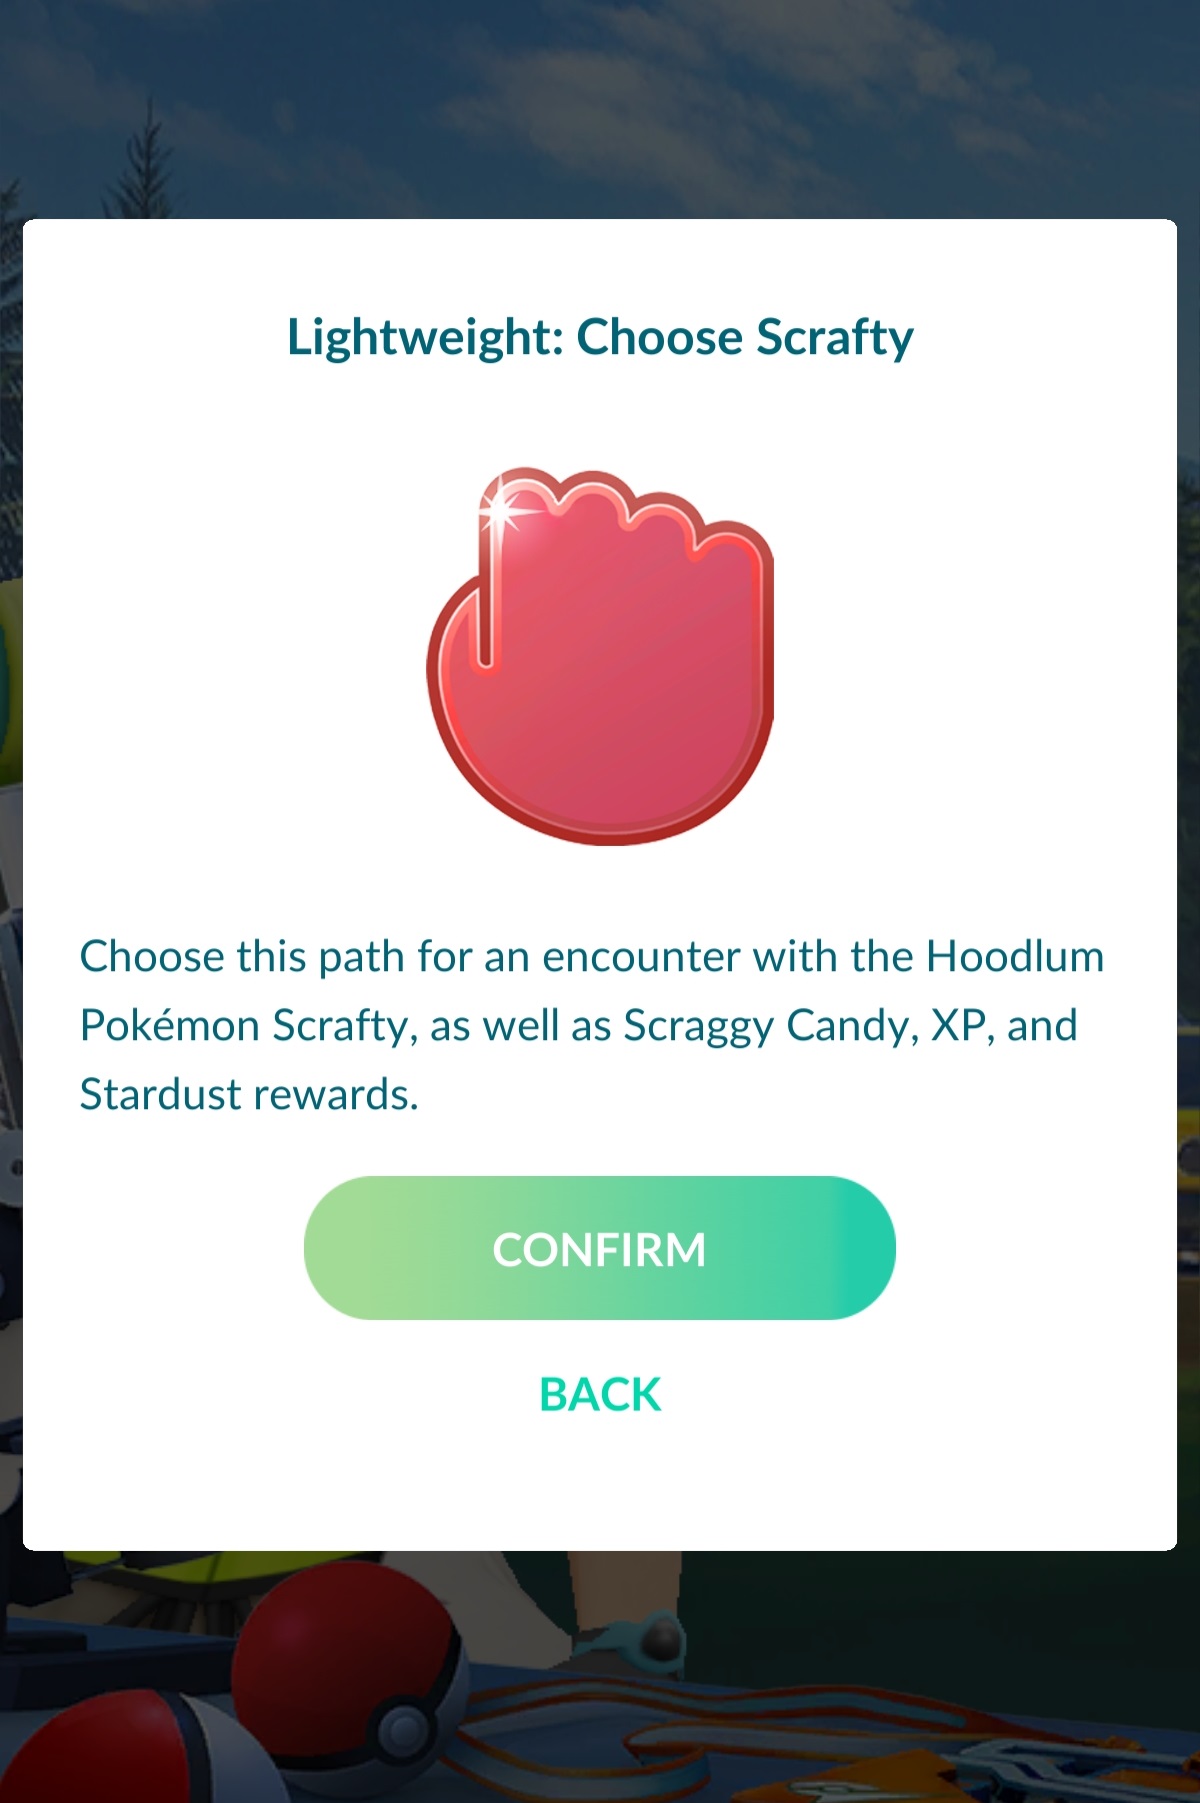 Lightweight: Choose Scrafty
Choose this path for an encounter with the Hoodlum
Pokémon Scrafty, as well as Scraggy Candy, XP, and
Stardust rewards.
CONFIRM
BACK